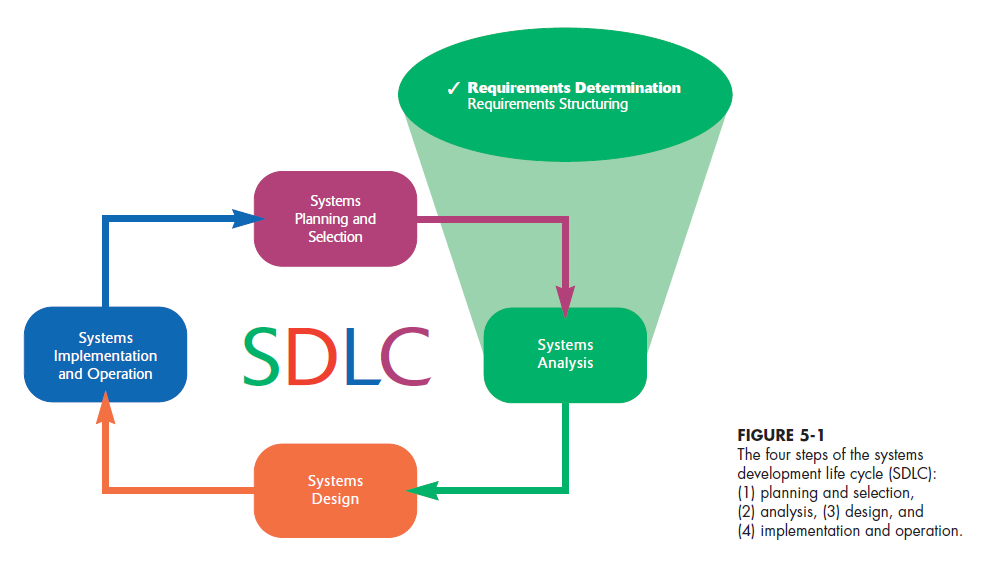 ✓ Requirements Determination
Requirements Structuring
Systems
Planning and
Selection
Systems
Implementation
and Operation
SDLC
Systems
Analysis
Systems
Design
FIGURE 5-1
The four steps of the systems
development life cycle (SDLC):
(1) planning and selection,
(2) analysis, (3) design, and
(4) implementation and operation.